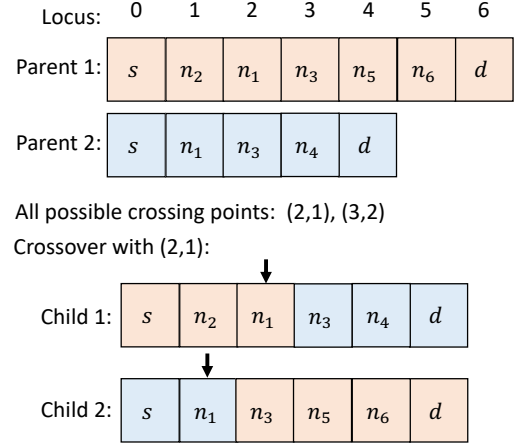 Locus: 0 1 2 3 4 5 6
Parent 1: s n₂ n₁ n₃ n₅ n₆ d
Parent 2: s n₁ n₃ n₄ d
All possible crossing points: (2,1), (3,2)
Crossover with (2,1):
Child 1: s n₂ n₁ n₃ n₄ d
Child 2: s n₁ n₃ n₅ n₆ d